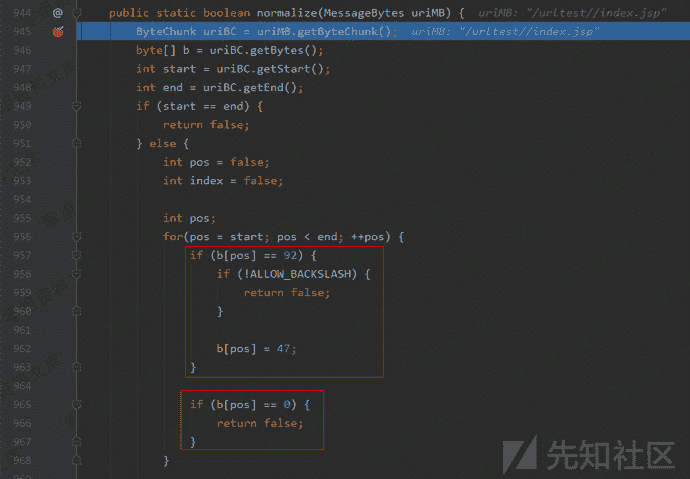 944 @ public static boolean normalize(MessageBytes uriMB) { uriMB: "/urltest//index.jsp"
945 ByteChunk uriBC = uriMB.getByteChunk(); uriMB: "/urltest//index.jsp"
946 byte[] b = uriBC.getBytes();
947 int start = uriBC.getStart();
948 int end = uriBC.getEnd();
949 if (start == end) {
950 return false;
951 } else {
952 int pos = false;
953 int index = false;
954
955 int pos;
956 for(pos = start; pos < end; ++pos) {
957 if (b[pos] == 92) {
958 if (!ALLOW_BACKSLASH) {
959 return false;
960 }
961
962 b[pos] = 47;
963 }
964
965 if (b[pos] == 0) {
966 return false;
967 }
968 }
先知社区